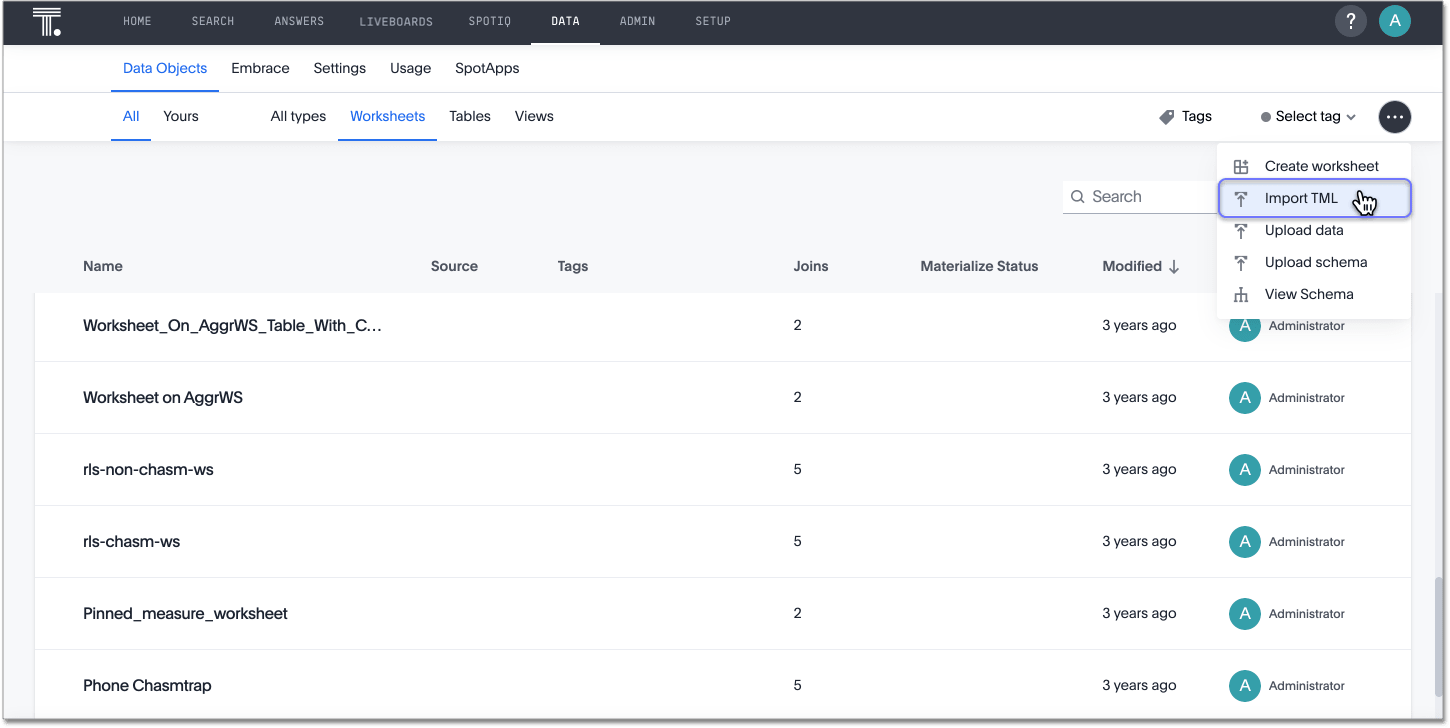 T. HOME SEARCH ANSWERS LIVEBOARDS SPOTIQ DATA ADMIN SETUP ? A
Data Objects Embrace Settings Usage SpotApps
All Yours All types Worksheets Tables Views Tags Select tag
Create worksheet
Search Import TML
Upload data
Upload schema
View Schema
Name Source Tags Joins Materialize Status Modified
Worksheet_On_AggrWS_Table_With_C... 2 3 years ago A Administrator
Worksheet on AggrWS 2 3 years ago A Administrator
rls-non-chasm-ws 5 3 years ago A Administrator
rls-chasm-ws 5 3 years ago A Administrator
Pinned_measure_worksheet 2 3 years ago A Administrator
Phone Chasmtrap 5 3 years ago A Administrator